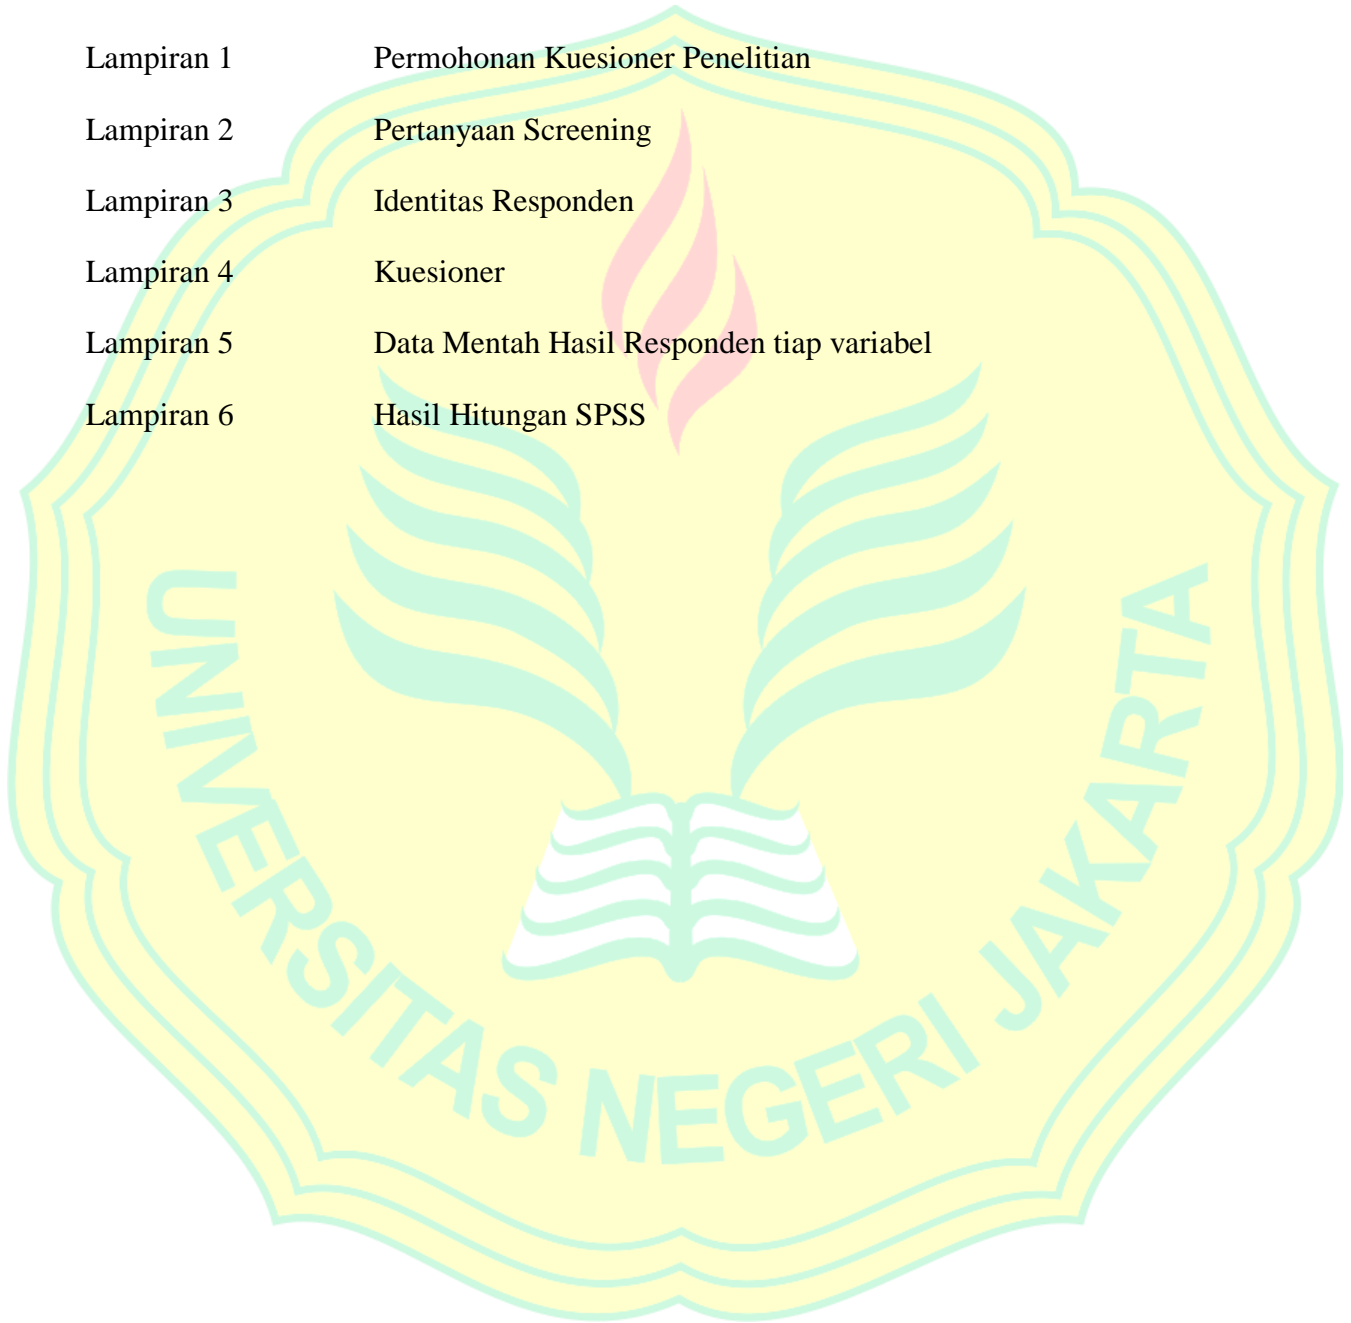 Lampiran 1 Permohonan Kuesioner Penelitian
Lampiran 2 Pertanyaan Screening
Lampiran 3 Identitas Responden
Lampiran 4 Kuesioner
Lampiran 5 Data Mentah Hasil Responden tiap variabel
Lampiran 6 Hasil Hitungan SPSS
UNIVERSITAS NEGERI JAKARTA